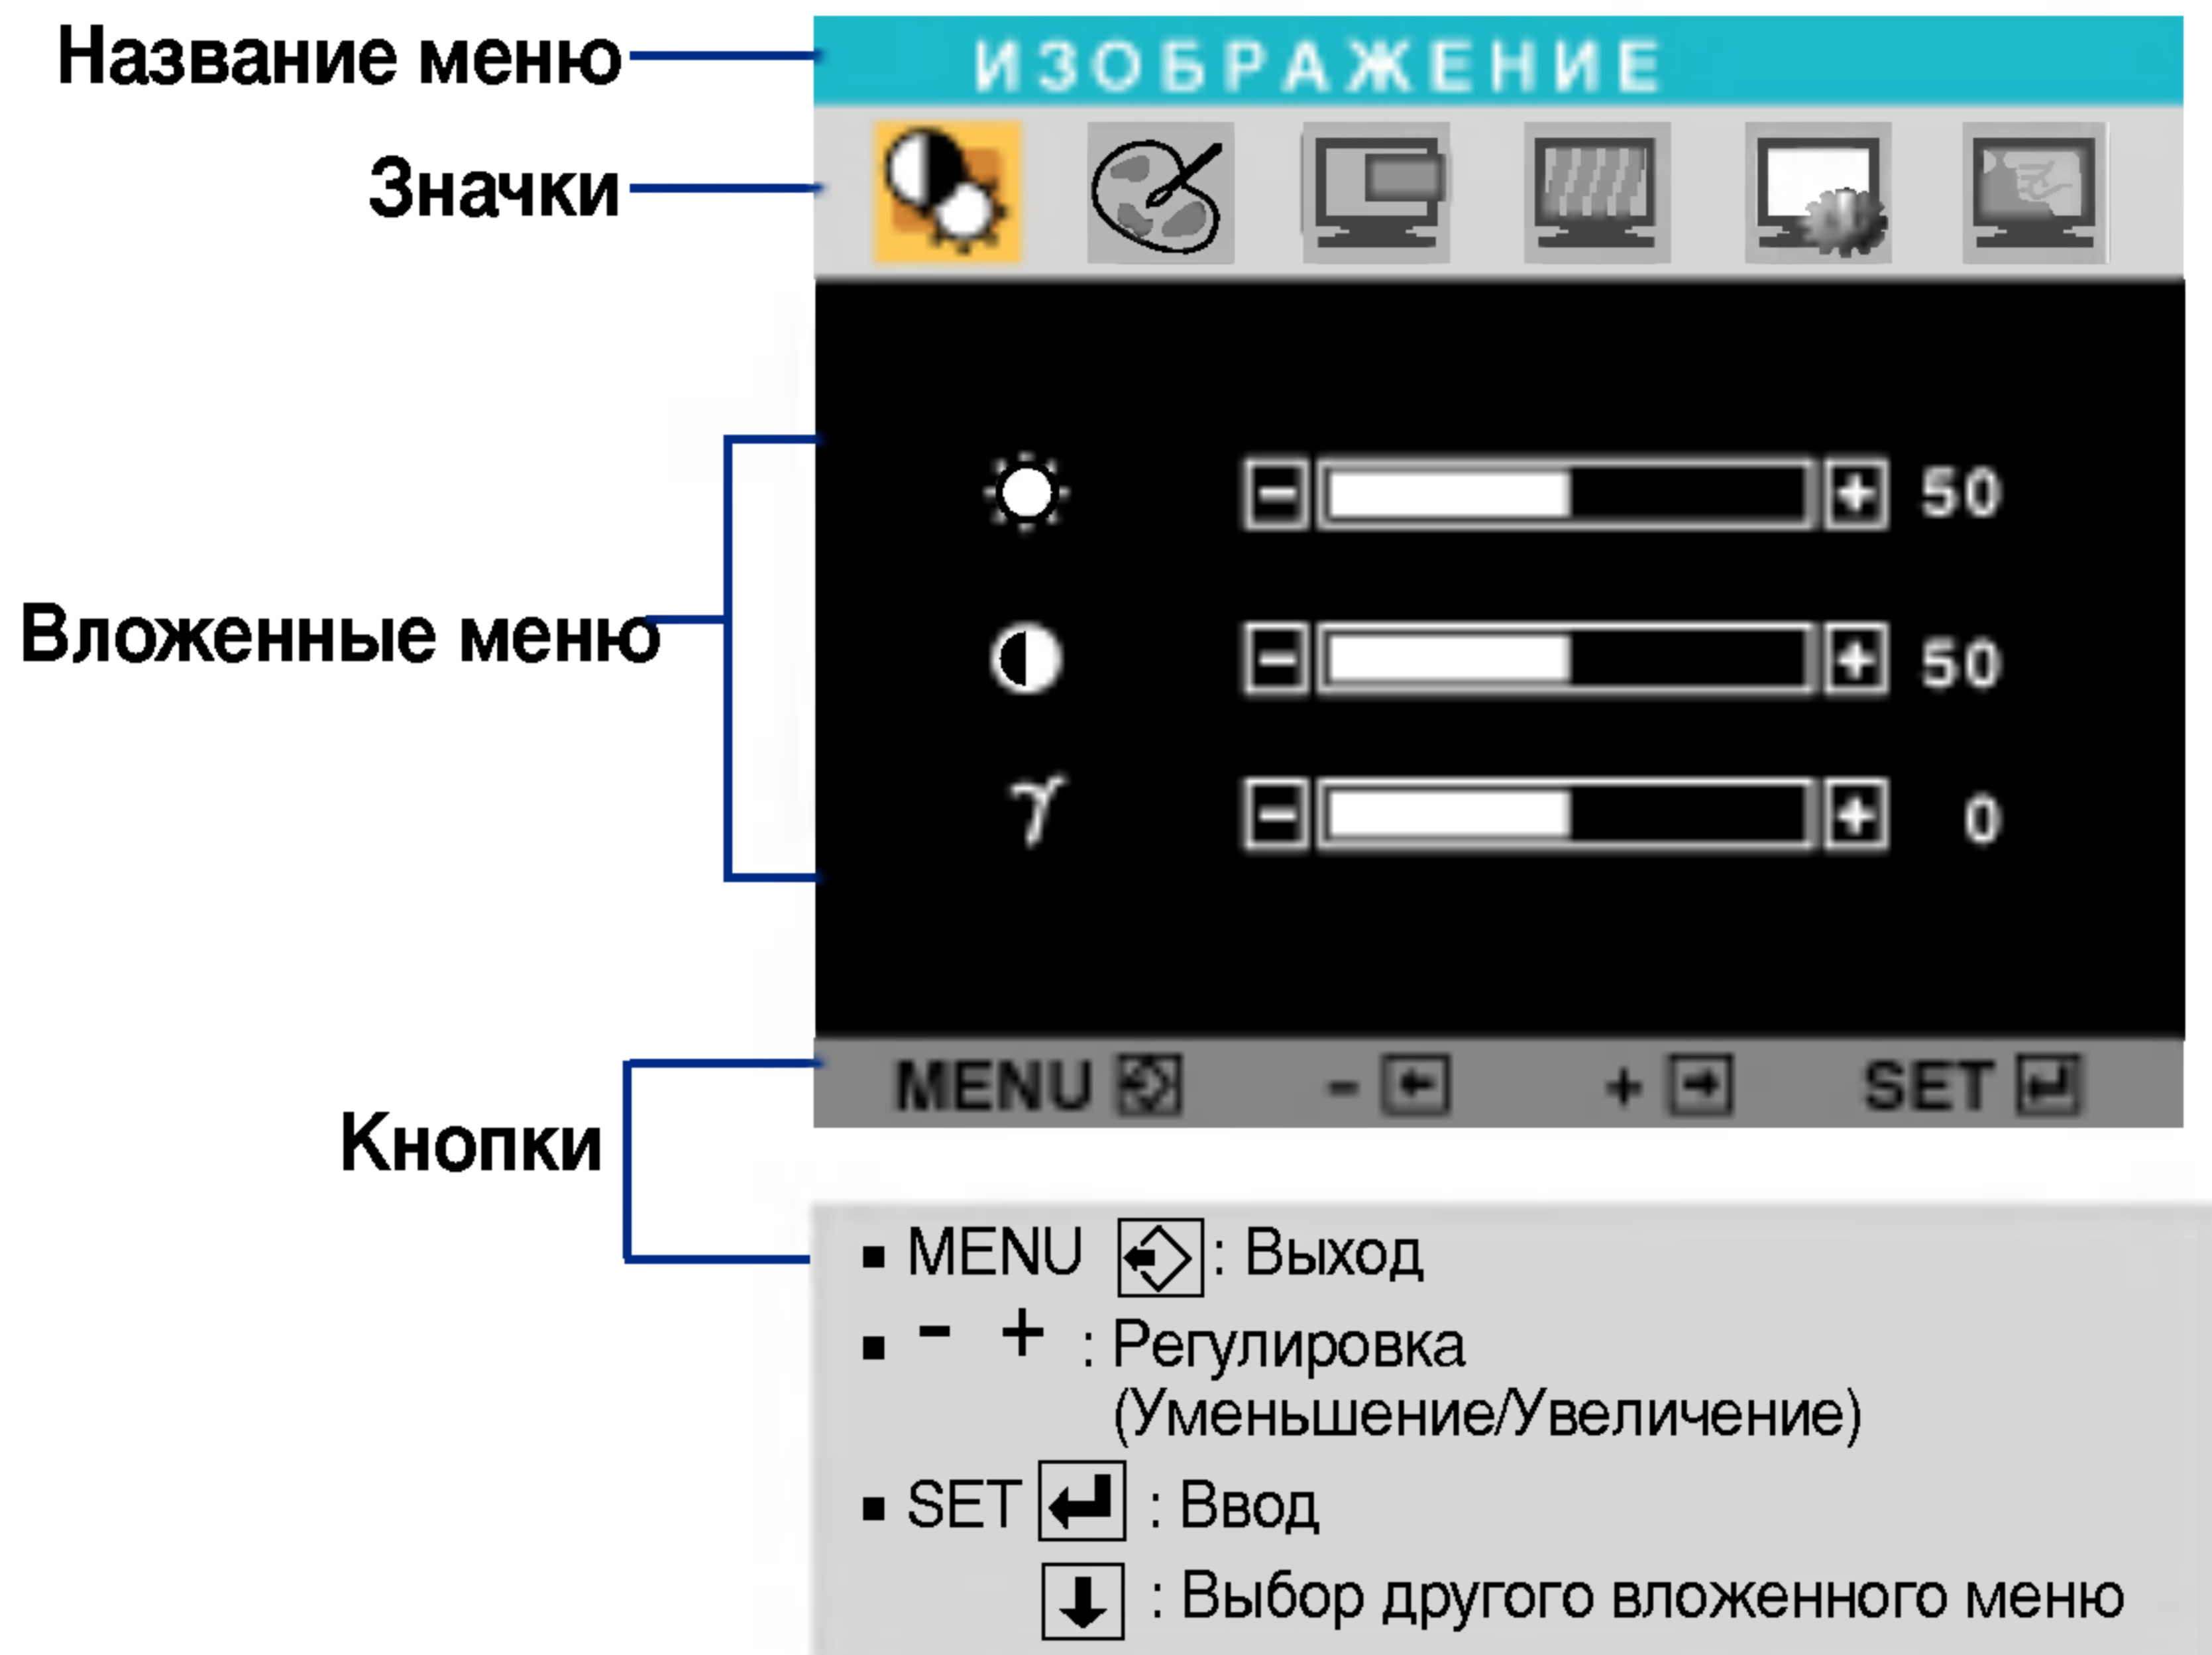 Название меню
ИЗОБРАЖЕНИЕ
Значки
50
Вложенные меню
50
γ 0
MENU - + SET
Кнопки
▪ MENU : Выход
▪ - + : Регулировка
(Уменьшение/Увеличение)
▪ SET : Ввод
: Выбор другого вложенного меню